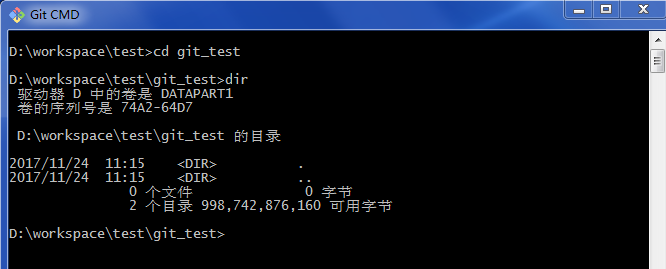 Git CMD
D:\workspace\test>cd git_test
D:\workspace\test\git_test>dir
驱动器 D 中的卷是 DATAPART1
卷的序列号是 74A2-64D7
D:\workspace\test\git_test 的目录
2017/11/24  11:15    <DIR>          .
2017/11/24  11:15    <DIR>          ..
0 个文件              0 字节
2 个目录 998,742,876,160 可用字节
D:\workspace\test\git_test>